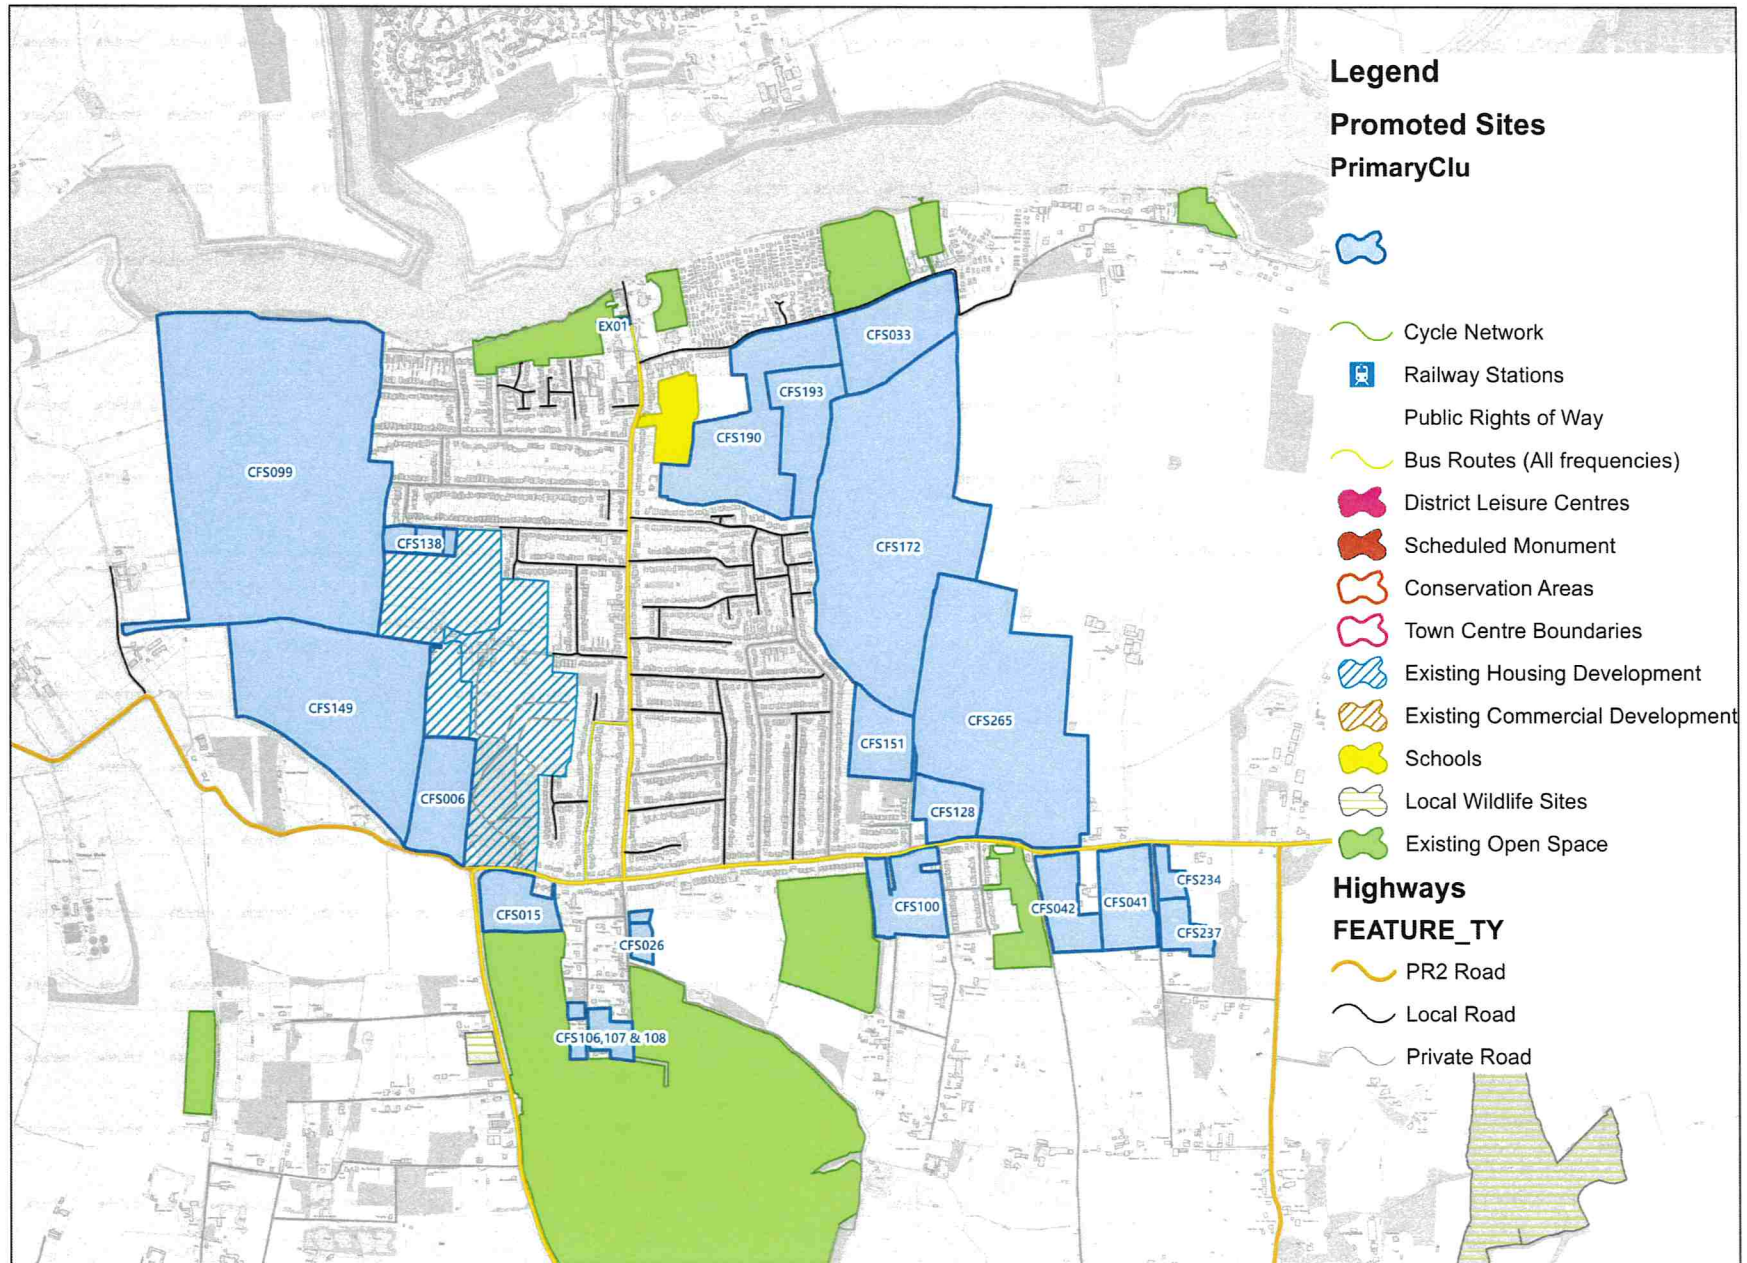 Legend
Promoted Sites
PrimaryClu
Cycle Network
Railway Stations
Public Rights of Way
Bus Routes (All frequencies)
District Leisure Centres
Scheduled Monument
Conservation Areas
Town Centre Boundaries
Existing Housing Development
Existing Commercial Development
Schools
Local Wildlife Sites
Existing Open Space
Highways
FEATURE_TY
PR2 Road
Local Road
Private Road
EX01
CFS033
CFS193
CFS190
CFS099
CFS138
CFS172
CFS149
CFS265
CFS151
CFS006
CFS128
CFS015
CFS026
CFS100
CFS042
CFS041
CFS234
CFS237
CFS106,107 & 108